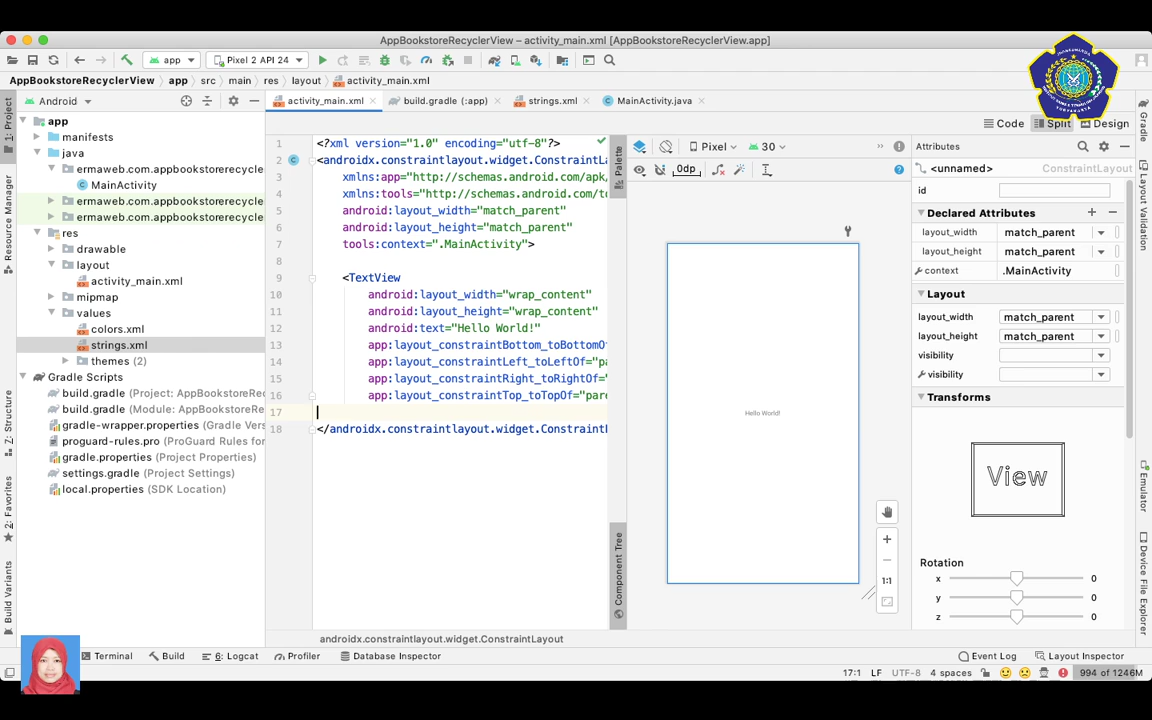 AppBookstoreRecyclerView – activity_main.xml [AppBookstoreRecyclerView.app]
app
Pixel 2 API 24
AppBookstoreRecyclerView
app
src
main
res
layout
activity_main.xml
Android
activity_main.xml
build.gradle (:app)
strings.xml
MainActivity.java
Code
Split
Design
1: Project
Resource Manager
Z: Structure
2: Favorites
Build Variants
app
manifests
java
ermaweb.com.appbookstorerecycle
MainActivity
ermaweb.com.appbookstorerecycle
ermaweb.com.appbookstorerecycle
res
drawable
layout
activity_main.xml
mipmap
values
colors.xml
strings.xml
themes (2)
Gradle Scripts
build.gradle (Project: AppBookstoreRec
build.gradle (Module: AppBookstoreRe
gradle-wrapper.properties (Gradle Vers
proguard-rules.pro (ProGuard Rules for
gradle.properties (Project Properties)
settings.gradle (Project Settings)
local.properties (SDK Location)
1 <?xml version="1.0" encoding="utf-8"?>
2 <androidx.constraintlayout.widget.ConstraintLa
3 xmlns:app="http://schemas.android.com/apk/
4 xmlns:tools="http://schemas.android.com/to
5 android:layout_width="match_parent"
6 android:layout_height="match_parent"
7 tools:context=".MainActivity">
8
9 <TextView
10 android:layout_width="wrap_content"
11 android:layout_height="wrap_content"
12 android:text="Hello World!"
13 app:layout_constraintBottom_toBottomO
14 app:layout_constraintLeft_toLeftOf="pa
15 app:layout_constraintRight_toRightOf="
16 app:layout_constraintTop_toTopOf="pare
17
18 </androidx.constraintlayout.widget.Constraintl
androidx.constraintlayout.widget.ConstraintLayout
Palette
Component Tree
Pixel
30
0dp
Hello World!
1:1
Attributes
<unnamed>
ConstraintLayout
id
Declared Attributes
layout_width match_parent
layout_height match_parent
context .MainActivity
Layout
layout_width match_parent
layout_height match_parent
visibility
visibility
Transforms
View
Rotation
x 0
y 0
z 0
Gradle
Layout Validation
Emulator
Device File Explorer
Terminal
Build
6: Logcat
Profiler
Database Inspector
Event Log
Layout Inspector
17:1
LF
UTF-8
4 spaces
994 of 1246M